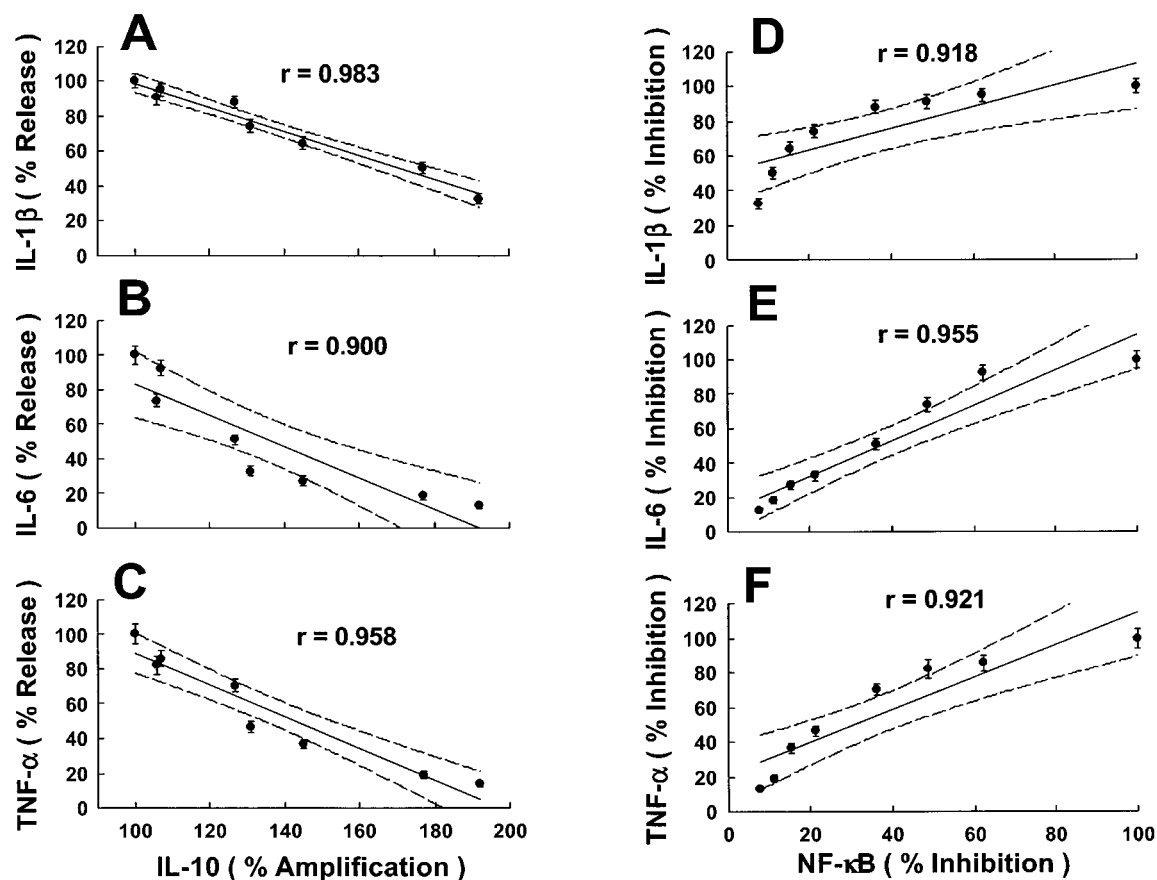 A
r = 0.983
IL-1β ( % Release )
120
100
80
60
40
20
0
B
r = 0.900
IL-6 ( % Release )
120
100
80
60
40
20
0
C
r = 0.958
TNF-α ( % Release )
120
100
80
60
40
20
0
100 120 140 160 180 200
IL-10 ( % Amplification )
D
r = 0.918
IL-1β ( % Inhibition )
120
100
80
60
40
20
0
E
r = 0.955
IL-6 ( % Inhibition )
120
100
80
60
40
20
0
F
r = 0.921
TNF-α ( % Inhibition )
120
100
80
60
40
20
0
0 20 40 60 80 100
NF-κB ( % Inhibition )